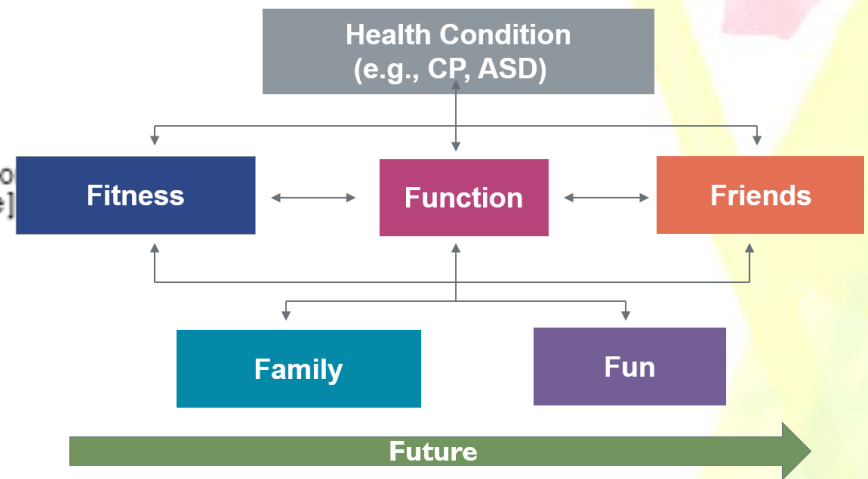 Health Condition
(e.g., CP, ASD)
Fitness
Function
Friends
Family
Fun
Future